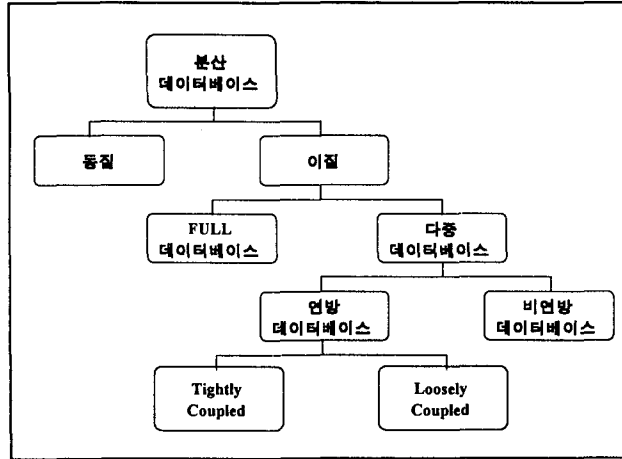 분산
데이터베이스
동질
이질
FULL
데이터베이스
다중
데이터베이스
연방
데이터베이스
비연방
데이터베이스
Tightly
Coupled
Loosely
Coupled